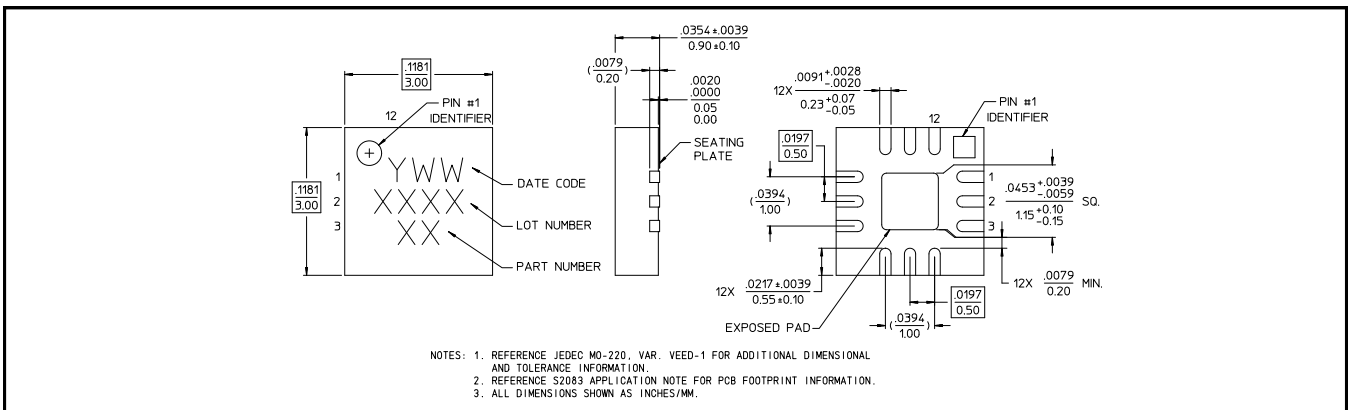 .1181
3.00
12
PIN #1
IDENTIFIER
.1181
3.00
1
2
3
YWW
XXXX
XX
DATE CODE
LOT NUMBER
PART NUMBER
.0354±.0039
0.90±0.10
(.0079
0.20)
.0020
.0000
0.05
0.00
SEATING
PLATE
12X .0091 +.0028 -.0020
0.23 +0.07 -0.05
12
PIN #1
IDENTIFIER
.0197
0.50
(.0394
1.00)
1
2
3
.0453 +.0039 -.0059 SQ.
1.15 +0.10 -0.15
12X .0217±.0039
0.55±0.10
12X .0079 MIN.
0.20
.0197
0.50
(.0394
1.00)
EXPOSED PAD
NOTES: 1. REFERENCE JEDEC MO-220, VAR. VEED-1 FOR ADDITIONAL DIMENSIONAL
AND TOLERANCE INFORMATION.
2. REFERENCE S2083 APPLICATION NOTE FOR PCB FOOTPRINT INFORMATION.
3. ALL DIMENSIONS SHOWN AS INCHES/MM.